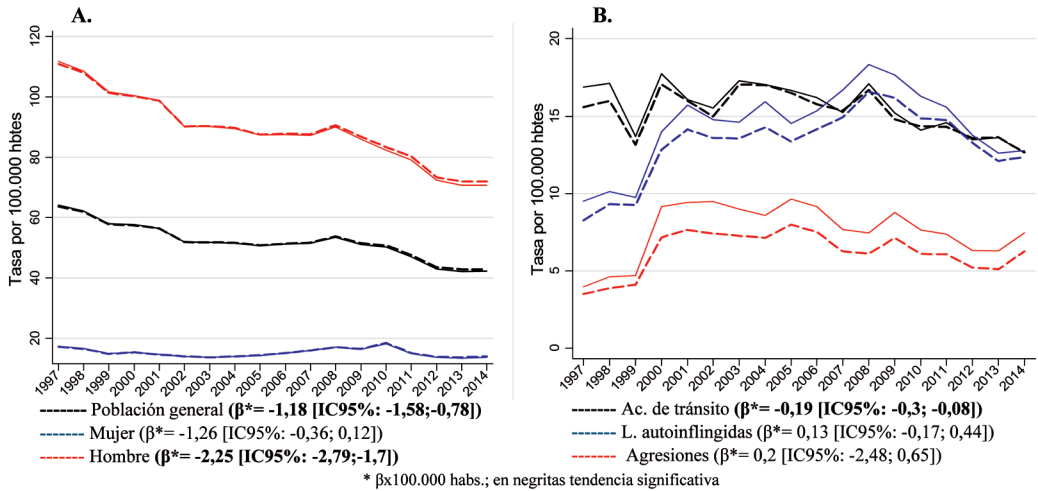 A.
Tasa por 100.000 hbtes
120
100
80
60
40
20
1997 1998 1999 2000 2001 2002 2003 2004 2005 2006 2007 2008 2009 2010 2011 2012 2013 2014
Población general (β*= -1,18 [IC95%: -1,58;-0,78])
Mujer (β*= -1,26 [IC95%: -0,36; 0,12])
Hombre (β*= -2,25 [IC95%: -2,79;-1,7])
B.
Tasa por 100.000 hbtes
20
15
10
5
0
1997 1998 1999 2000 2001 2002 2003 2004 2005 2006 2007 2008 2009 2010 2011 2012 2013 2014
Ac. de tránsito (β*= -0,19 [IC95%: -0,3; -0,08])
L. autoinflingidas (β*= 0,13 [IC95%: -0,17; 0,44])
Agresiones (β*= 0,2 [IC95%: -2,48; 0,65])
* βx100.000 habs.; en negritas tendencia significativa